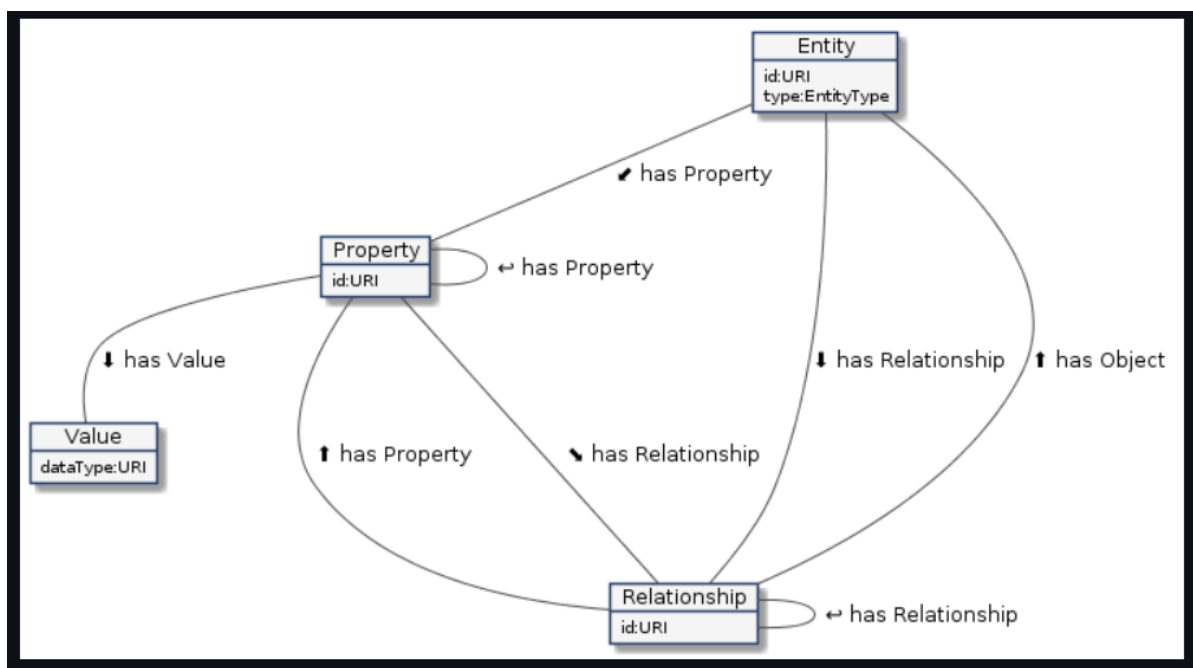 Entity
id:URI
type:EntityType
⬋ has Property
Property
id:URI
↩ has Property
⬇ has Value
⬇ has Relationship
⬆ has Object
Value
dataType:URI
⬆ has Property
⬊ has Relationship
Relationship
id:URI
↩ has Relationship